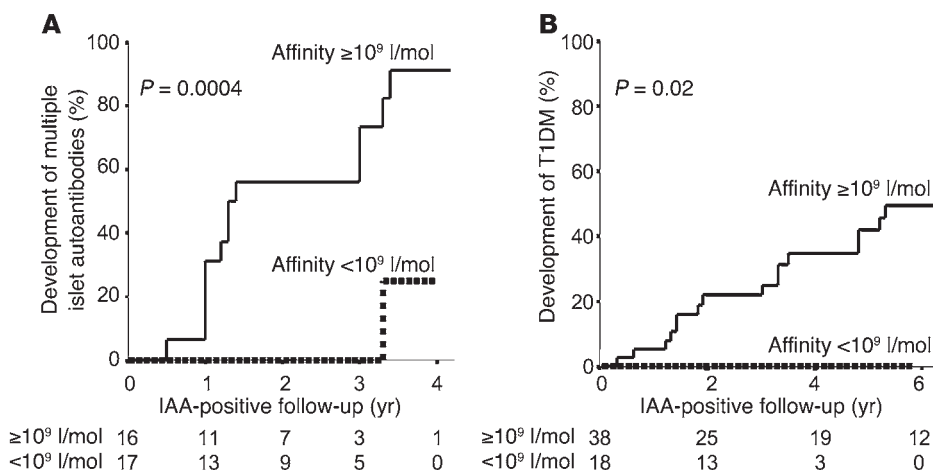 A
Development of multiple
islet autoantibodies (%)
100
80
60
40
20
0
P = 0.0004
Affinity ≥10⁹ l/mol
Affinity <10⁹ l/mol
0 1 2 3 4
IAA-positive follow-up (yr)
≥10⁹ l/mol 16 11 7 3 1
<10⁹ l/mol 17 13 9 5 0
B
Development of T1DM (%)
100
80
60
40
20
0
P = 0.02
Affinity ≥10⁹ l/mol
Affinity <10⁹ l/mol
0 2 4 6
IAA-positive follow-up (yr)
≥10⁹ l/mol 38 25 19 12
<10⁹ l/mol 18 13 3 0